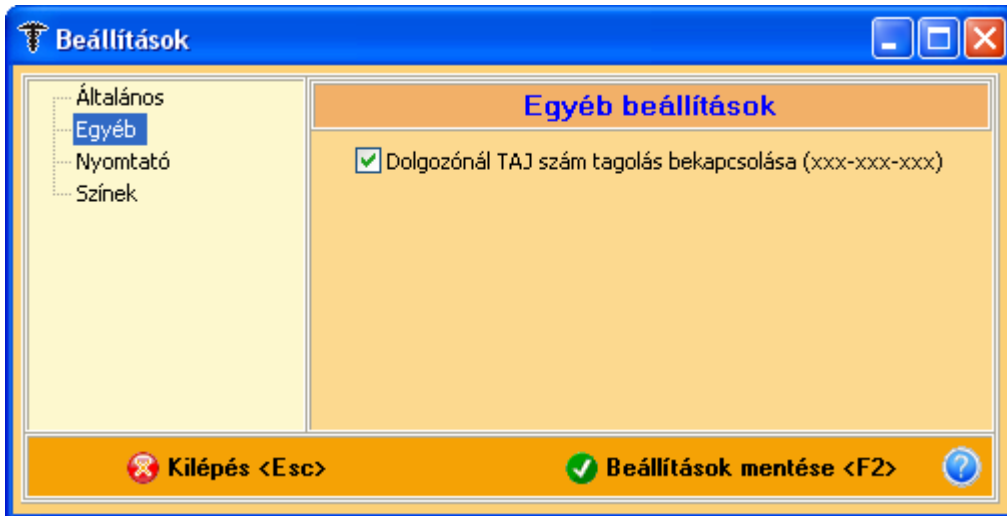 Beállítások
Általános
Egyéb
Nyomtató
Színek
Egyéb beállítások
Dolgozónál TAJ szám tagolás bekapcsolása (xxx-xxx-xxx)
Kilépés <Esc>
Beállítások mentése <F2>
?